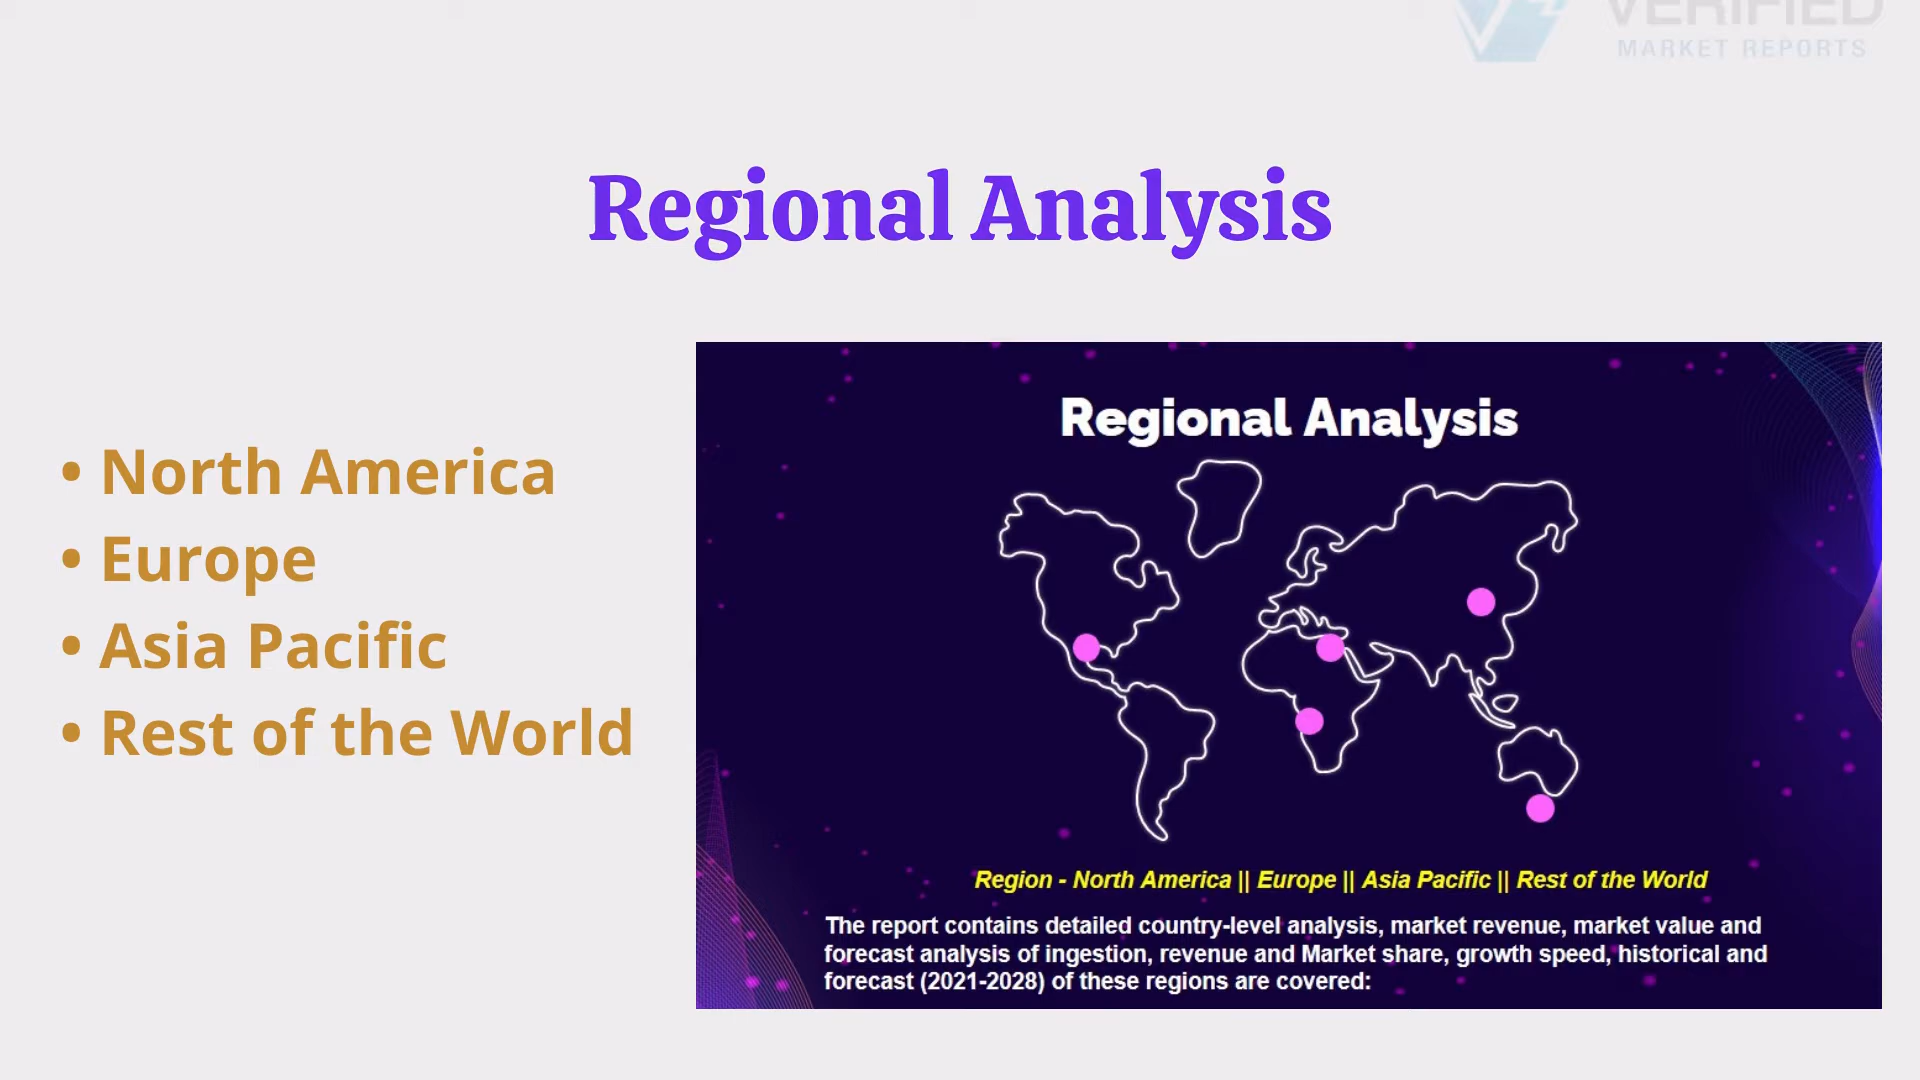 VERIFIED
MARKET REPORTS
Regional Analysis
• North America
• Europe
• Asia Pacific
• Rest of the World
Regional Analysis
Region - North America || Europe || Asia Pacific || Rest of the World
The report contains detailed country-level analysis, market revenue, market value and
forecast analysis of ingestion, revenue and Market share, growth speed, historical and
forecast (2021-2028) of these regions are covered: